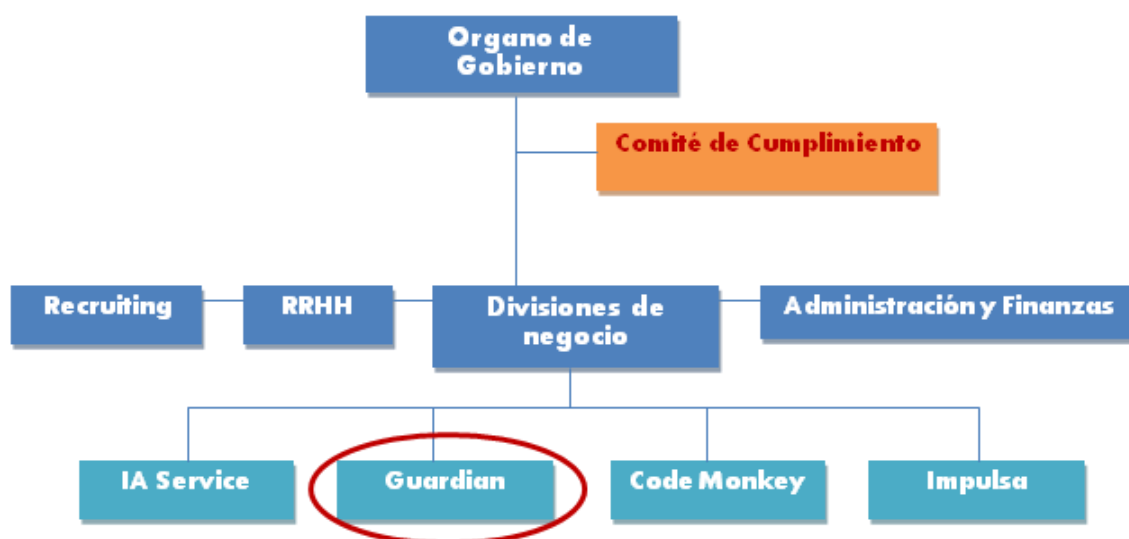 Organo de
Gobierno
Comité de Cumplimiento
Recruiting
RRHH
Divisiones de
negocio
Administración y Finanzas
IA Service
Guardian
Code Monkey
Impulsa